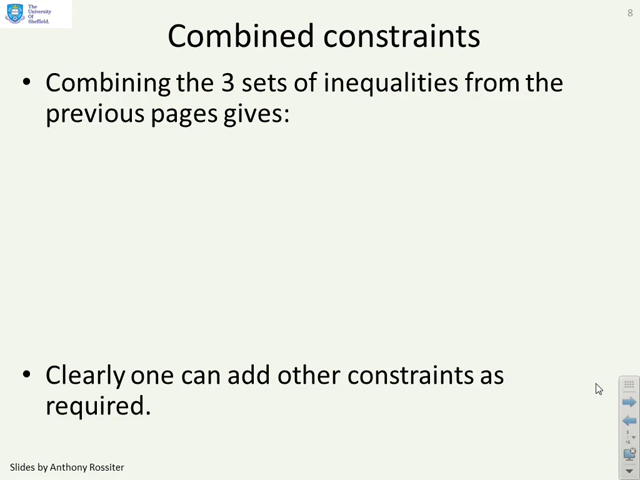 The
University
Of
Sheffield.
8
Combined constraints
• Combining the 3 sets of inequalities from the
previous pages gives:
• Clearly one can add other constraints as
required.
Slides by Anthony Rossiter